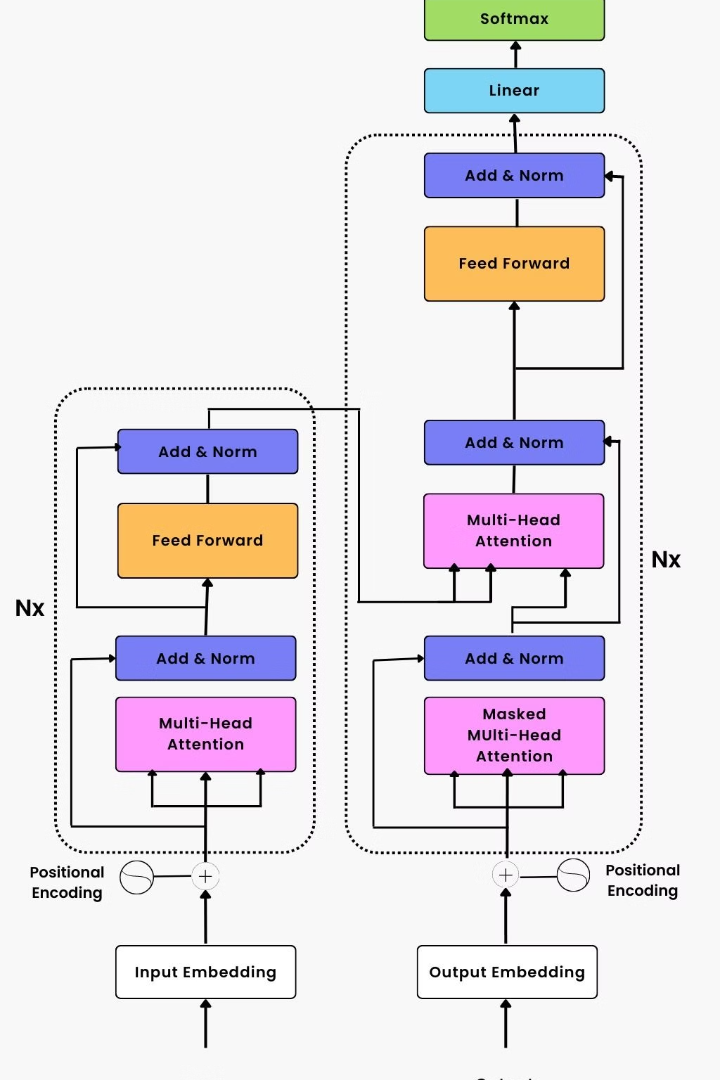 Softmax
Linear
Add & Norm
Feed Forward
Add & Norm
Multi-Head
Attention
Nx
Add & Norm
Masked
MUlti-Head
Attention
Add & Norm
Feed Forward
Nx
Add & Norm
Multi-Head
Attention
Positional
Encoding
+
+
Positional
Encoding
Input Embedding
Output Embedding